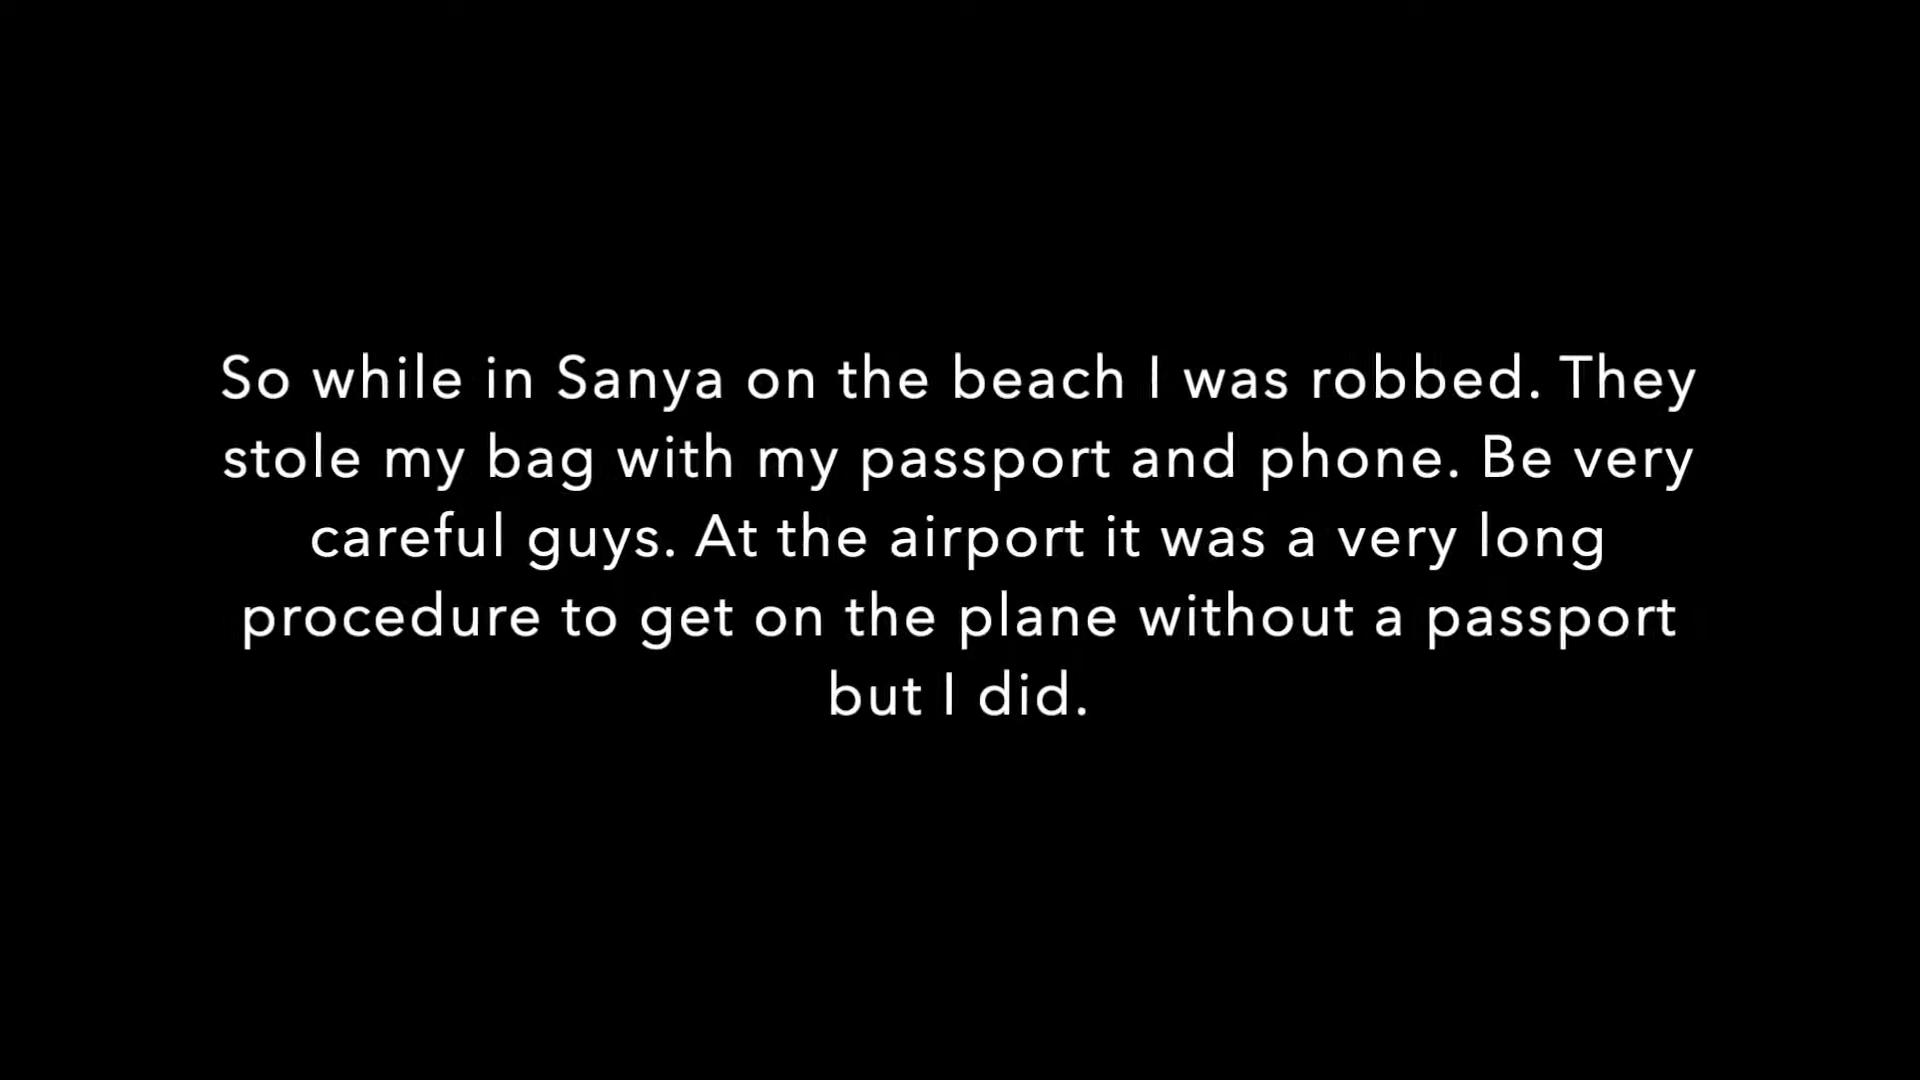 So while in Sanya on the beach I was robbed. They
stole my bag with my passport and phone. Be very
careful guys. At the airport it was a very long
procedure to get on the plane without a passport
but I did.